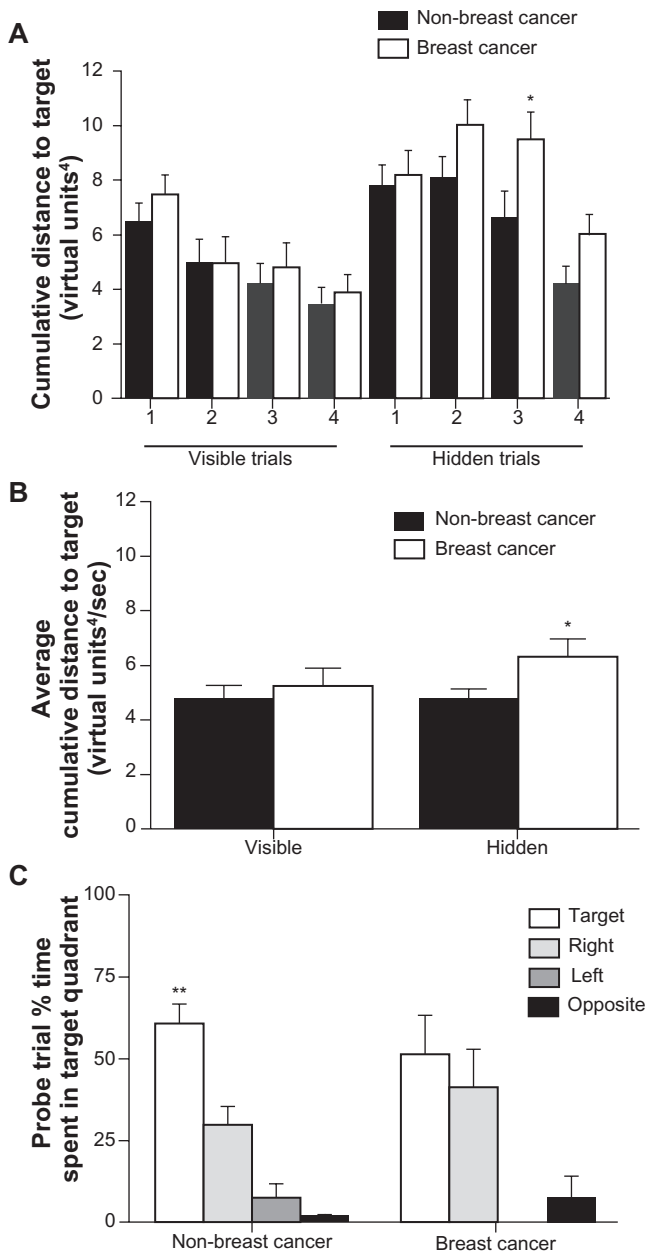 A
Non-breast cancer
Breast cancer
Cumulative distance to target
(virtual units⁴)
12
10
8
6
4
2
0
*
1 2 3 4 1 2 3 4
Visible trials Hidden trials
B
Non-breast cancer
Breast cancer
Average
cumulative distance to target
(virtual units⁴/sec)
12
10
8
6
4
2
0
*
Visible Hidden
C
Target
Right
Left
Opposite
Probe trial % time
spent in target quadrant
100
75
50
25
0
**
Non-breast cancer Breast cancer